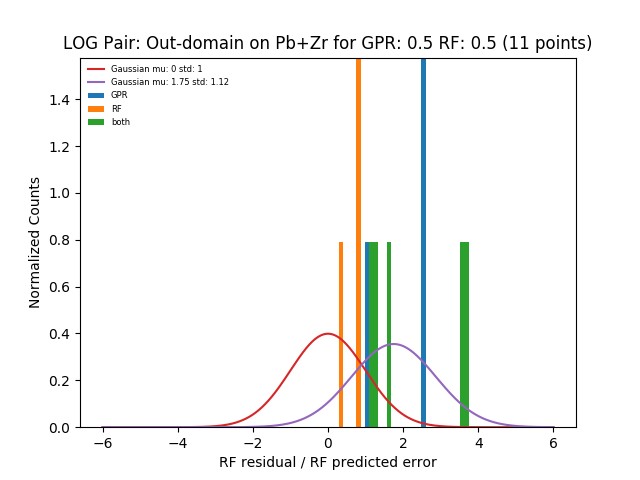 LOG Pair: Out-domain on Pb+Zr for GPR: 0.5 RF: 0.5 (11 points)
Gaussian mu: 0 std: 1
Gaussian mu: 1.75 std: 1.12
GPR
RF
both
Normalized Counts
1.4
1.2
1.0
0.8
0.6
0.4
0.2
0.0
−6 −4 −2 0 2 4 6
RF residual / RF predicted error